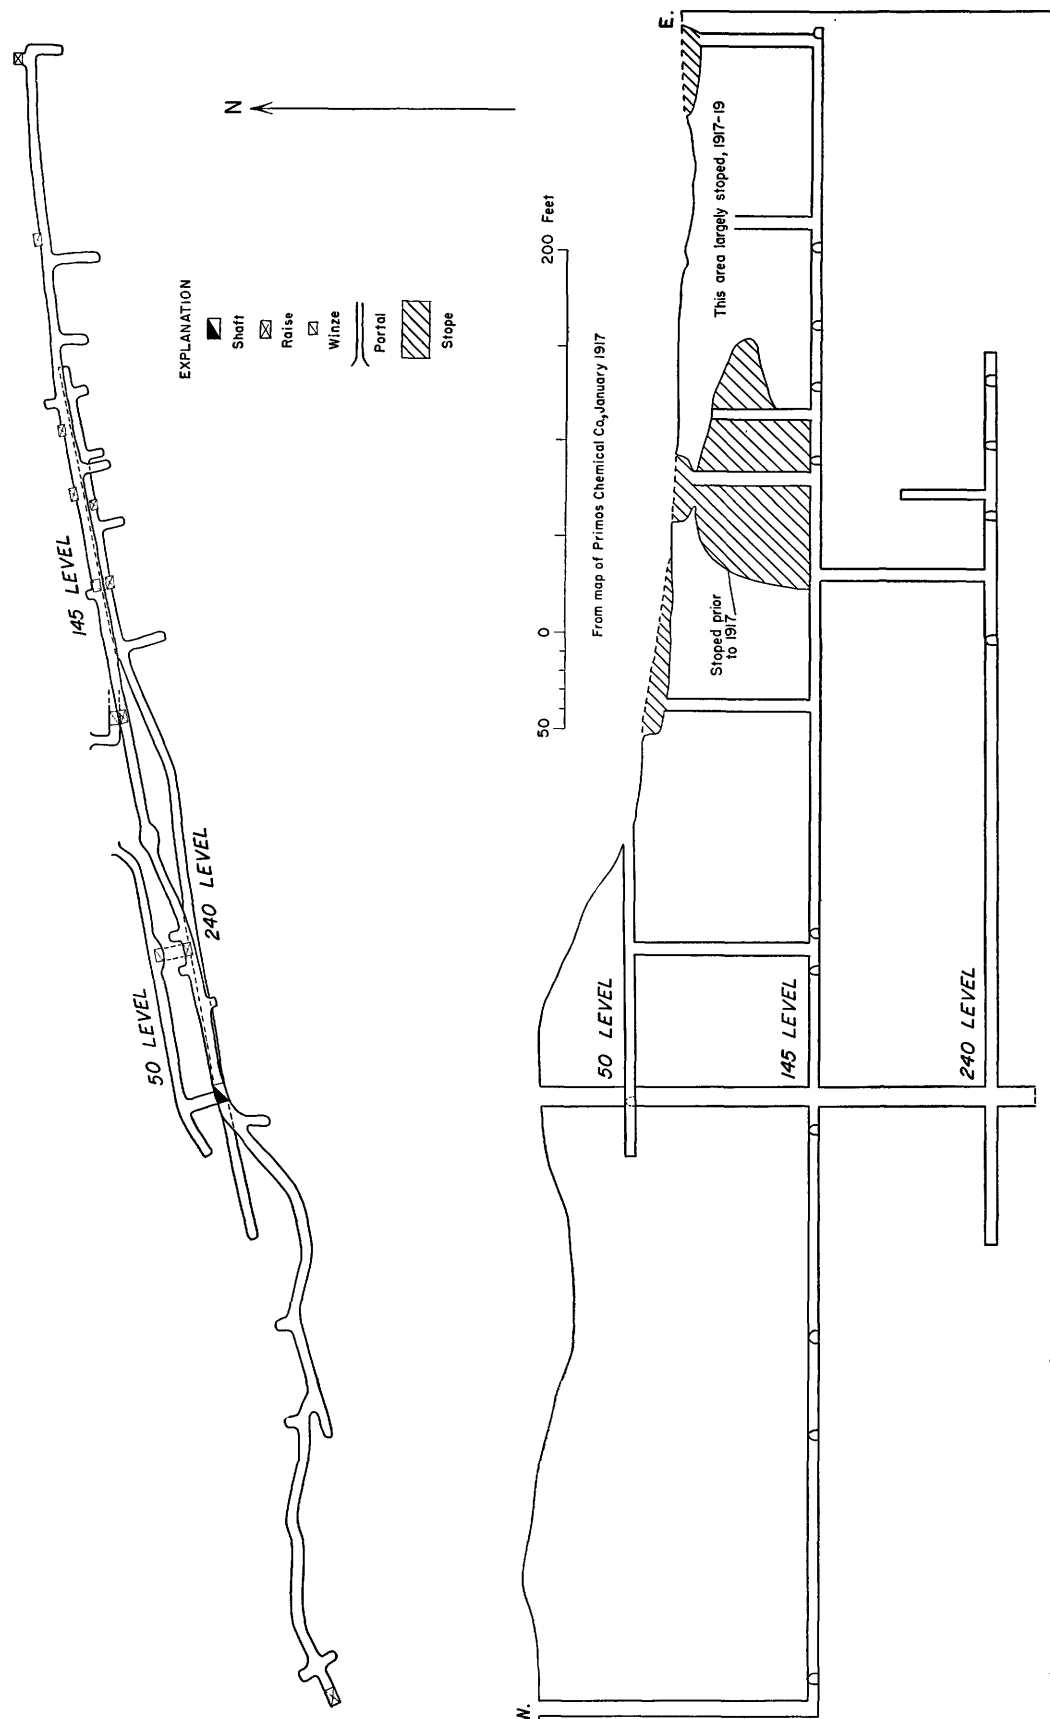 N
EXPLANATION
Shaft
Raise
Winze
Portal
Stope
145 LEVEL
240 LEVEL
50 LEVEL
50 0 200 Feet
From map of Primos Chemical Co., January 1917
E.
This area largely stoped, 1917-19
Stoped prior
to 1917
50 LEVEL
145 LEVEL
240 LEVEL
W.